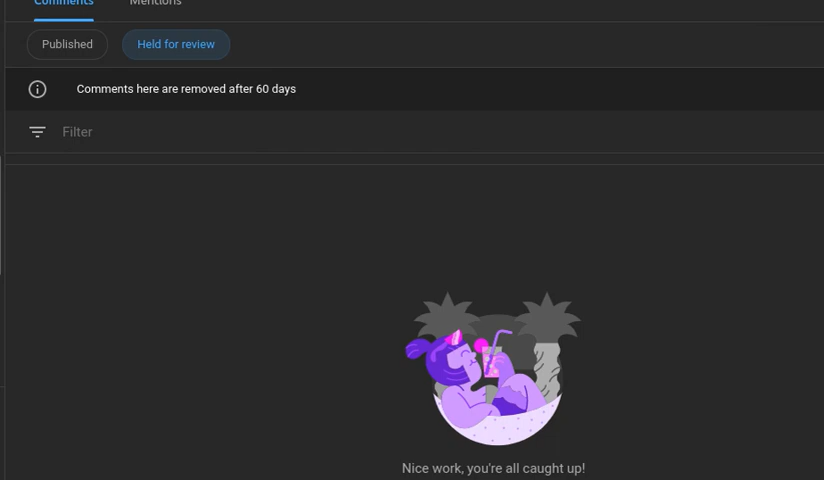 Comments Mentions
Published Held for review
Comments here are removed after 60 days
Filter
Nice work, you're all caught up!